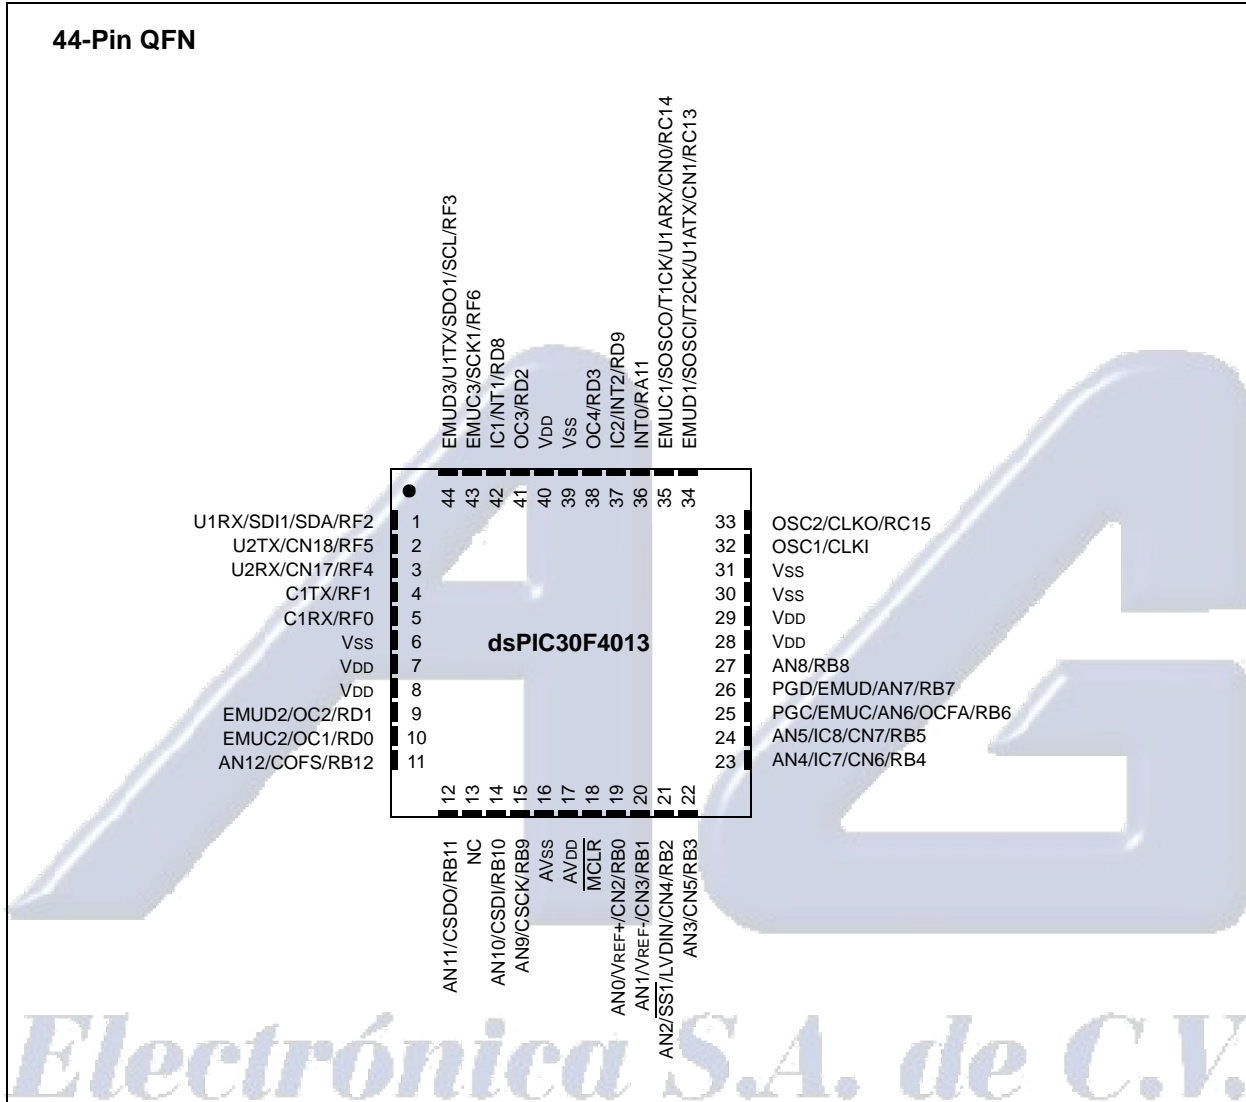 44-Pin QFN
EMUD3/U1TX/SDO1/SCL/RF3
EMUC3/SCK1/RF6
IC1/NT1/RD8
OC3/RD2
VDD
VSS
OC4/RD3
IC2/INT2/RD9
INT0/RA11
EMUC1/SOSCO/T1CK/U1ARX/CN0/RC14
EMUD1/SOSCI/T2CK/U1ATX/CN1/RC13
44 43 42 41 40 39 38 37 36 35 34
U1RX/SDI1/SDA/RF2 1
U2TX/CN18/RF5 2
U2RX/CN17/RF4 3
C1TX/RF1 4
C1RX/RF0 5
VSS 6
VDD 7
VDD 8
EMUD2/OC2/RD1 9
EMUC2/OC1/RD0 10
AN12/COFS/RB12 11
dsPIC30F4013
33 OSC2/CLKO/RC15
32 OSC1/CLKI
31 VSS
30 VSS
29 VDD
28 VDD
27 AN8/RB8
26 PGD/EMUD/AN7/RB7
25 PGC/EMUC/AN6/OCFA/RB6
24 AN5/IC8/CN7/RB5
23 AN4/IC7/CN6/RB4
12 13 14 15 16 17 18 19 20 21 22
AN11/CSDO/RB11
NC
AN10/CSDI/RB10
AN9/CSCK/RB9
AVSS
AVDD
MCLR
AN0/VREF+/CN2/RB0
AN1/VREF-/CN3/RB1
AN2/SS1/LVDIN/CN4/RB2
AN3/CN5/RB3
AG
Electrónica S.A. de C.V.